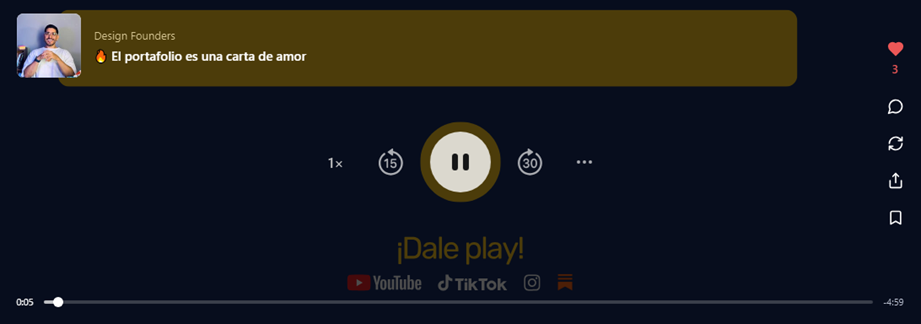 Design Founders
🔥 El portafolio es una carta de amor
3
1×
15
30
¡Dale play!
YouTube TikTok
0:05
-4:59